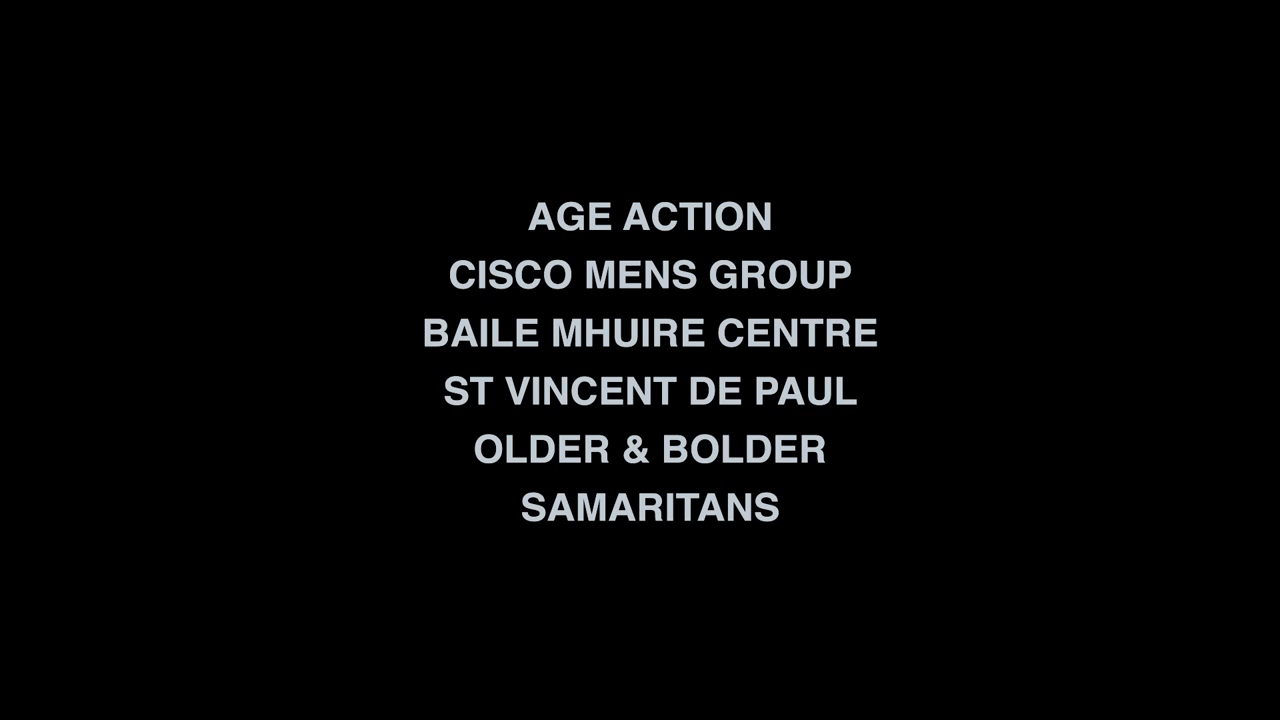 AGE ACTION
CISCO MENS GROUP
BAILE MHUIRE CENTRE
ST VINCENT DE PAUL
OLDER & BOLDER
SAMARITANS